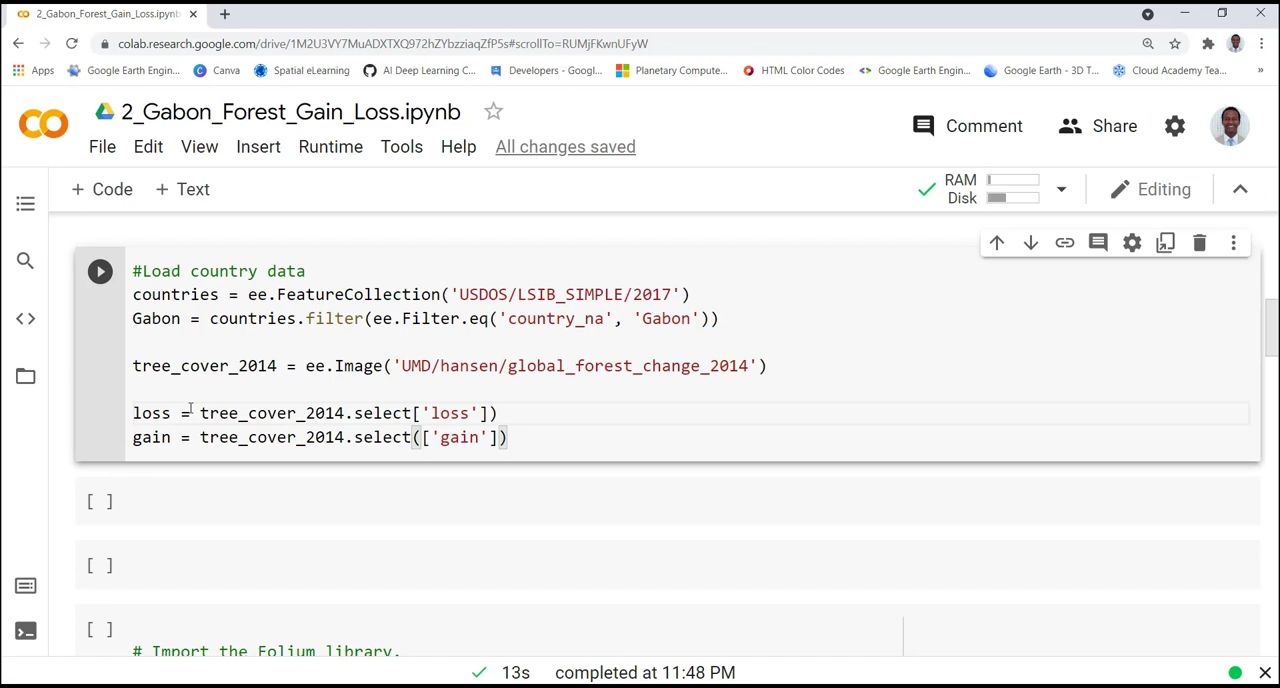 2_Gabon_Forest_Gain_Loss.ipynb
colab.research.google.com/drive/1M2U3VY7MuADXTXQ972hZYbzziaqZfP5s#scrollTo=RUMjFKwnUFyW
Apps Google Earth Engin... Canva Spatial eLearning AI Deep Learning C... Developers - Googl... Planetary Compute... HTML Color Codes Google Earth Engin... Google Earth - 3D T... Cloud Academy Tea... »
2_Gabon_Forest_Gain_Loss.ipynb
Comment Share
File Edit View Insert Runtime Tools Help All changes saved
+ Code + Text
RAM
Disk
Editing
#Load country data
countries = ee.FeatureCollection('USDOS/LSIB_SIMPLE/2017')
Gabon = countries.filter(ee.Filter.eq('country_na', 'Gabon'))
tree_cover_2014 = ee.Image('UMD/hansen/global_forest_change_2014')
loss = tree_cover_2014.select['loss'])
gain = tree_cover_2014.select(['gain'])
[ ]
[ ]
[ ]
# Import the Folium library.
13s completed at 11:48 PM